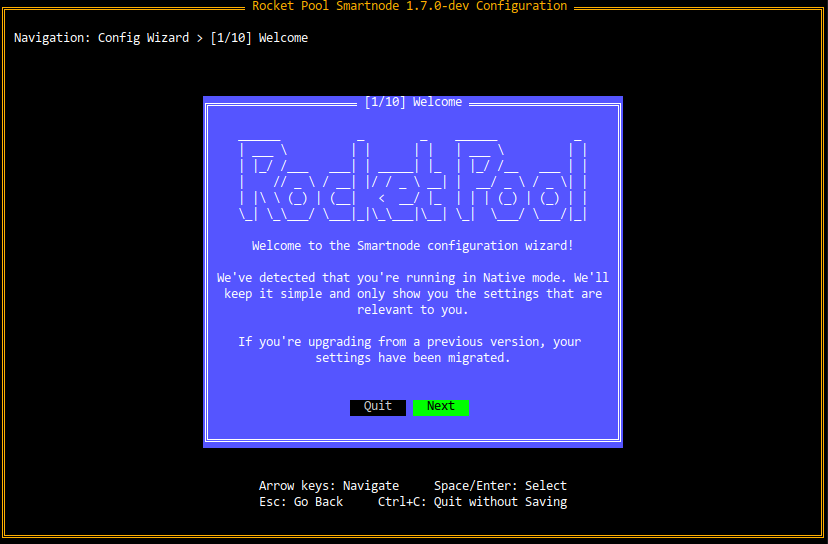 Rocket Pool Smartnode 1.7.0-dev Configuration
Navigation: Config Wizard > [1/10] Welcome
[1/10] Welcome
Rocket Pool
Welcome to the Smartnode configuration wizard!
We've detected that you're running in Native mode. We'll
keep it simple and only show you the settings that are
relevant to you.
If you're upgrading from a previous version, your
settings have been migrated.
Quit Next
Arrow keys: Navigate Space/Enter: Select
Esc: Go Back Ctrl+C: Quit without Saving